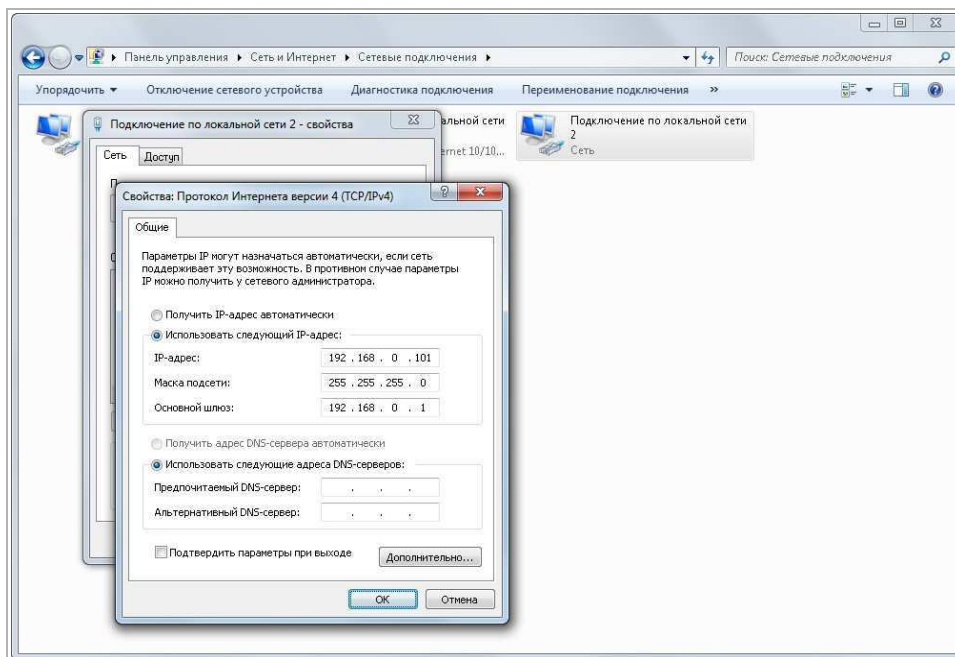 Панель управления ▸ Сеть и Интернет ▸ Сетевые подключения ▸
Поиск: Сетевые подключения
Упорядочить Отключение сетевого устройства Диагностика подключения Переименование подключения »
Подключение по локальной сети 2 - свойства
сети
Подключение по локальной сети
2
Сеть
10/10...
Сеть Доступ
Свойства: Протокол Интернета версии 4 (TCP/IPv4)
Общие
Параметры IP могут назначаться автоматически, если сеть
поддерживает эту возможность. В противном случае параметры
IP можно получить у сетевого администратора.
Получить IP-адрес автоматически
Использовать следующий IP-адрес:
IP-адрес: 192 . 168 . 0 . 101
Маска подсети: 255 . 255 . 255 . 0
Основной шлюз: 192 . 168 . 0 . 1
Получить адрес DNS-сервера автоматически
Использовать следующие адреса DNS-серверов:
Предпочитаемый DNS-сервер: . . .
Альтернативный DNS-сервер: . . .
Подтвердить параметры при выходе
Дополнительно...
ОК Отмена